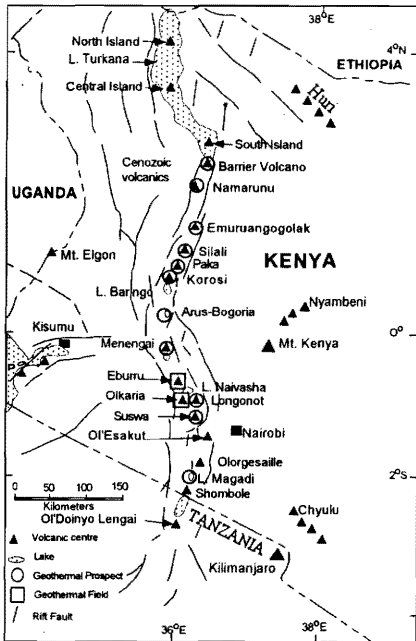 38°E
4°N
North Island
L. Turkana
Central Island
ETHIOPIA
Huri
South Island
Cenozoic
volcanics
Barrier Volcano
Namarunu
UGANDA
Emuruangogolak
KENYA
Silali
Paka
Korosi
Mt. Elgon
L. Baringo
Nyambeni
Arus-Bogoria
Kisumu
0°
Menengai
Mt. Kenya
Eburru
L. Naivasha
Olkaria
Longonot
Suswa
Nairobi
Ol'Esakut
Olorgesaille
2°S
L. Magadi
0 50 100 150
Kilometers
Shombole
Chyulu
Ol'Doinyo Lengai
TANZANIA
Volcanic centre
Lake
Kilimanjaro
Geothermal Prospect
Geothermal Field
Rift Fault
36°E
38°E